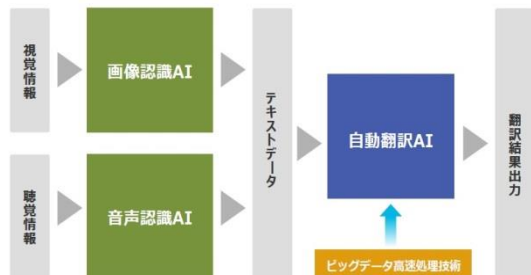 視覚情報
画像認識AI
聴覚情報
音声認識AI
テキストデータ
自動翻訳AI
ビッグデータ高速処理技術
翻訳結果出力